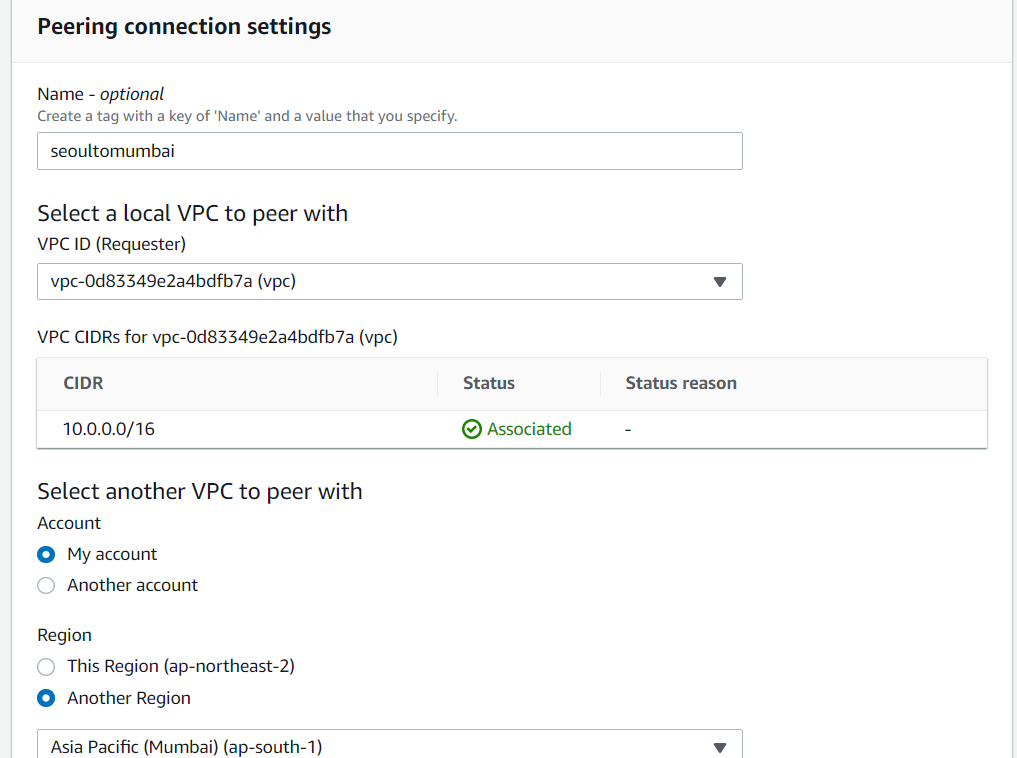 Peering connection settings
Name - optional
Create a tag with a key of 'Name' and a value that you specify.
seoultomumbai
Select a local VPC to peer with
VPC ID (Requester)
vpc-0d83349e2a4bdfb7a (vpc)
VPC CIDRs for vpc-0d83349e2a4bdfb7a (vpc)
CIDR Status Status reason
10.0.0.0/16 Associated -
Select another VPC to peer with
Account
My account
Another account
Region
This Region (ap-northeast-2)
Another Region
Asia Pacific (Mumbai) (ap-south-1)